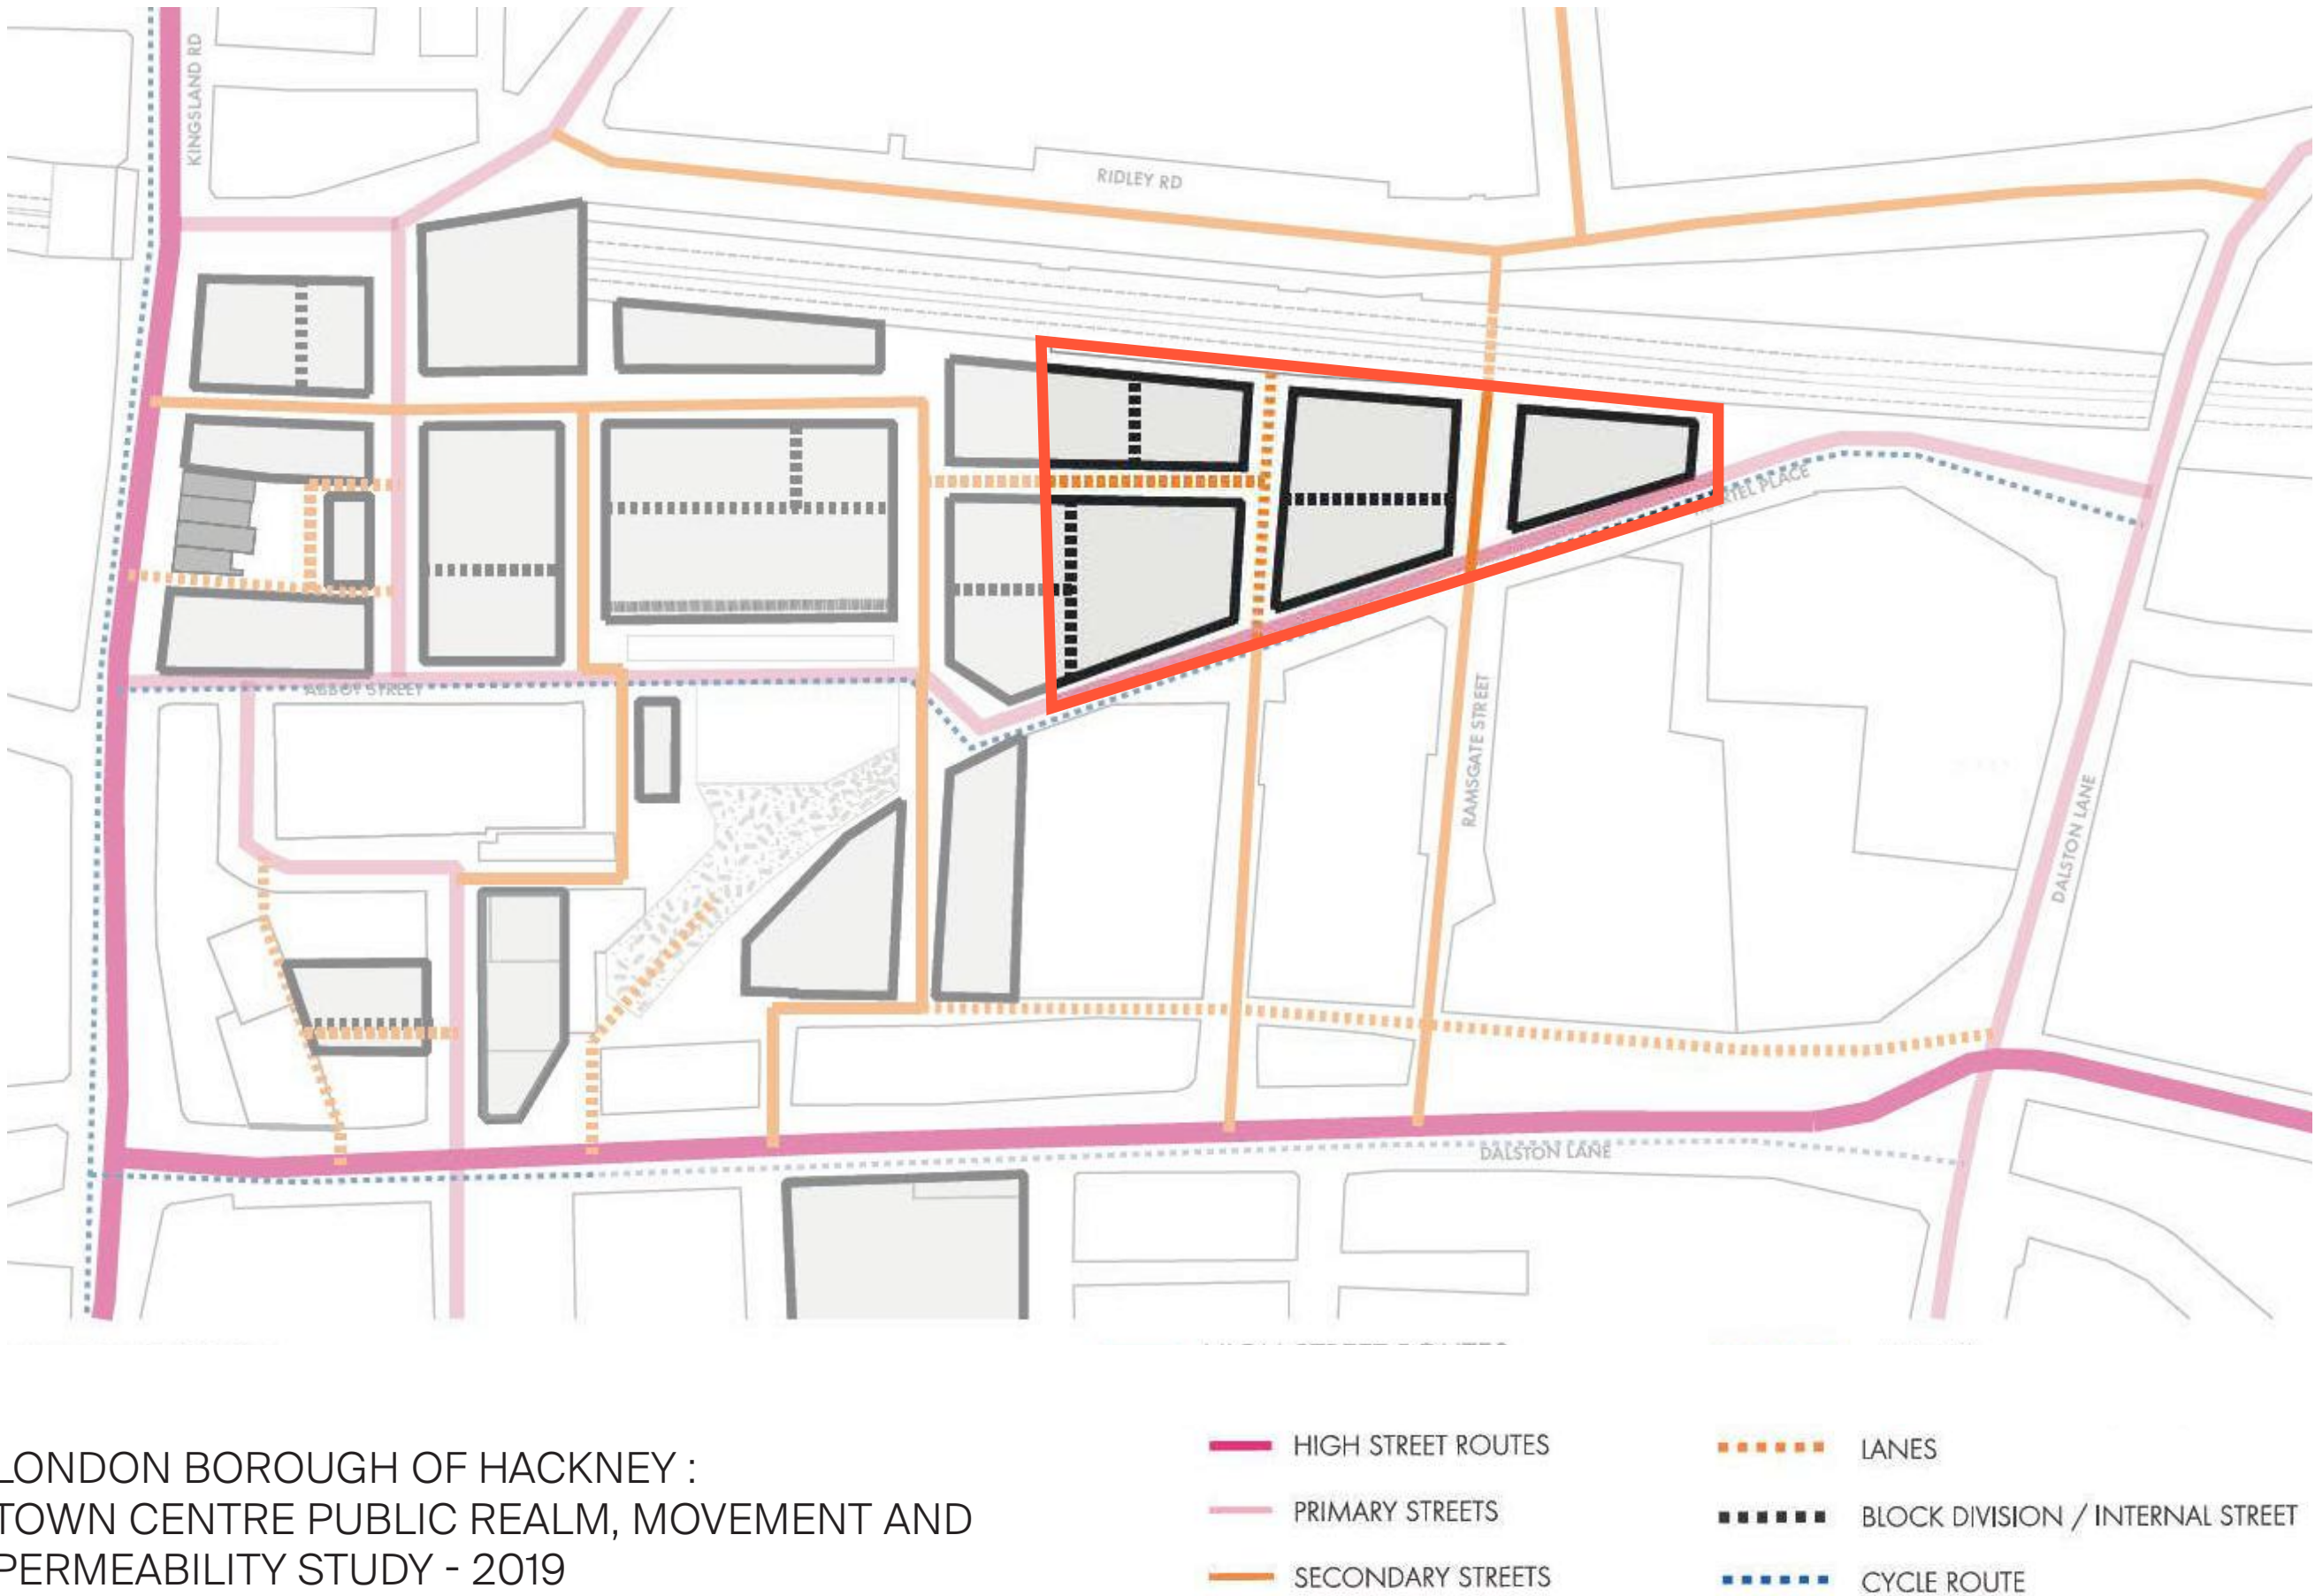 KINGSLAND RD
RIDLEY RD
ABBOT STREET
RAMSGATE STREET
DALSTON LANE
DALSTON LANE
LONDON BOROUGH OF HACKNEY :
TOWN CENTRE PUBLIC REALM, MOVEMENT AND
PERMEABILITY STUDY - 2019
HIGH STREET ROUTES
PRIMARY STREETS
SECONDARY STREETS
LANES
BLOCK DIVISION / INTERNAL STREET
CYCLE ROUTE
PLACE